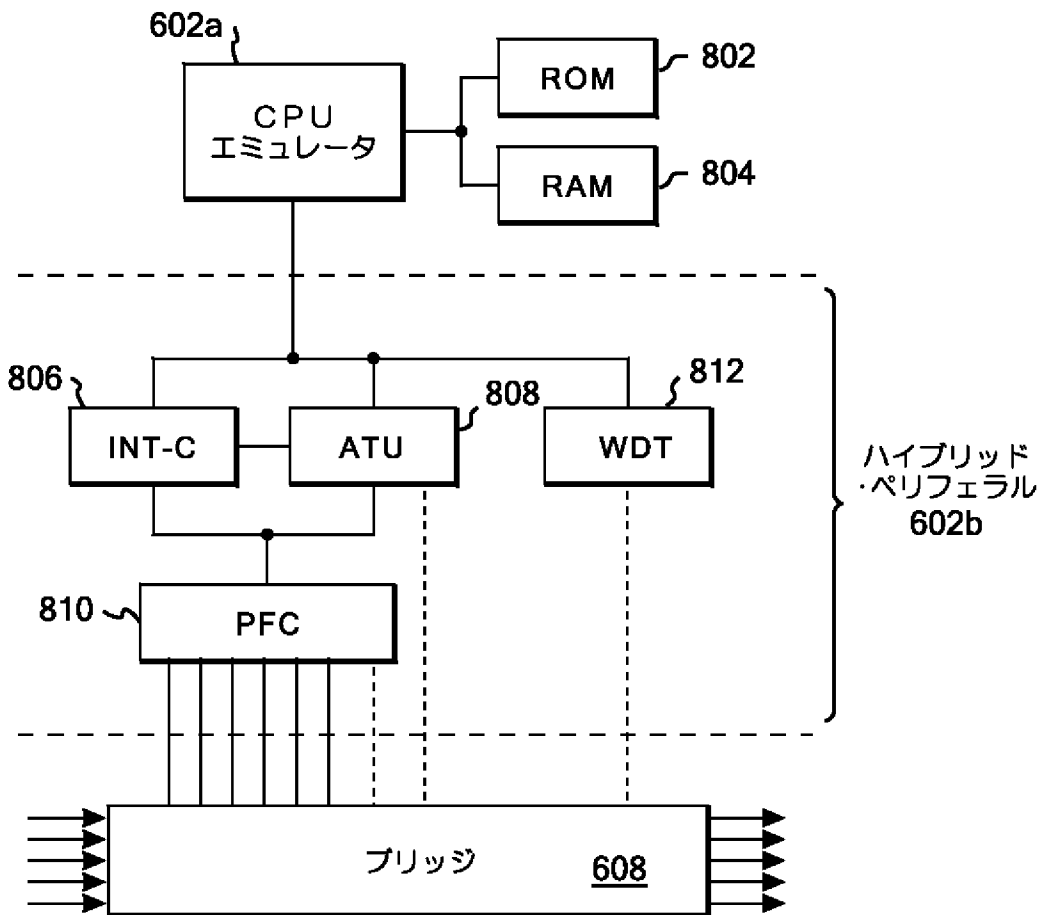 602a
CPU
エミュレータ
ROM
802
RAM
804
806
INT-C
808
ATU
812
WDT
ハイブリッド
・ペリフェラル
602b
810
PFC
ブリッジ
608